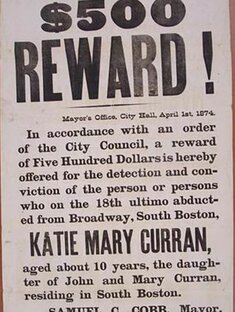 $500
REWARD!
Mayor's Office, City Hall, April 1st, 1874.
In accordance with an order
of the City Council, a reward
of Five Hundred Dollars is hereby
offered for the detection and con-
viction of the person or persons
who on the 18th ultimo abduct-
ed from Broadway, South Boston,
KATIE MARY CURRAN,
aged about 10 years, the daugh-
ter of John and Mary Curran,
residing in South Boston.
SAMUEL C. COBB, Mayor.